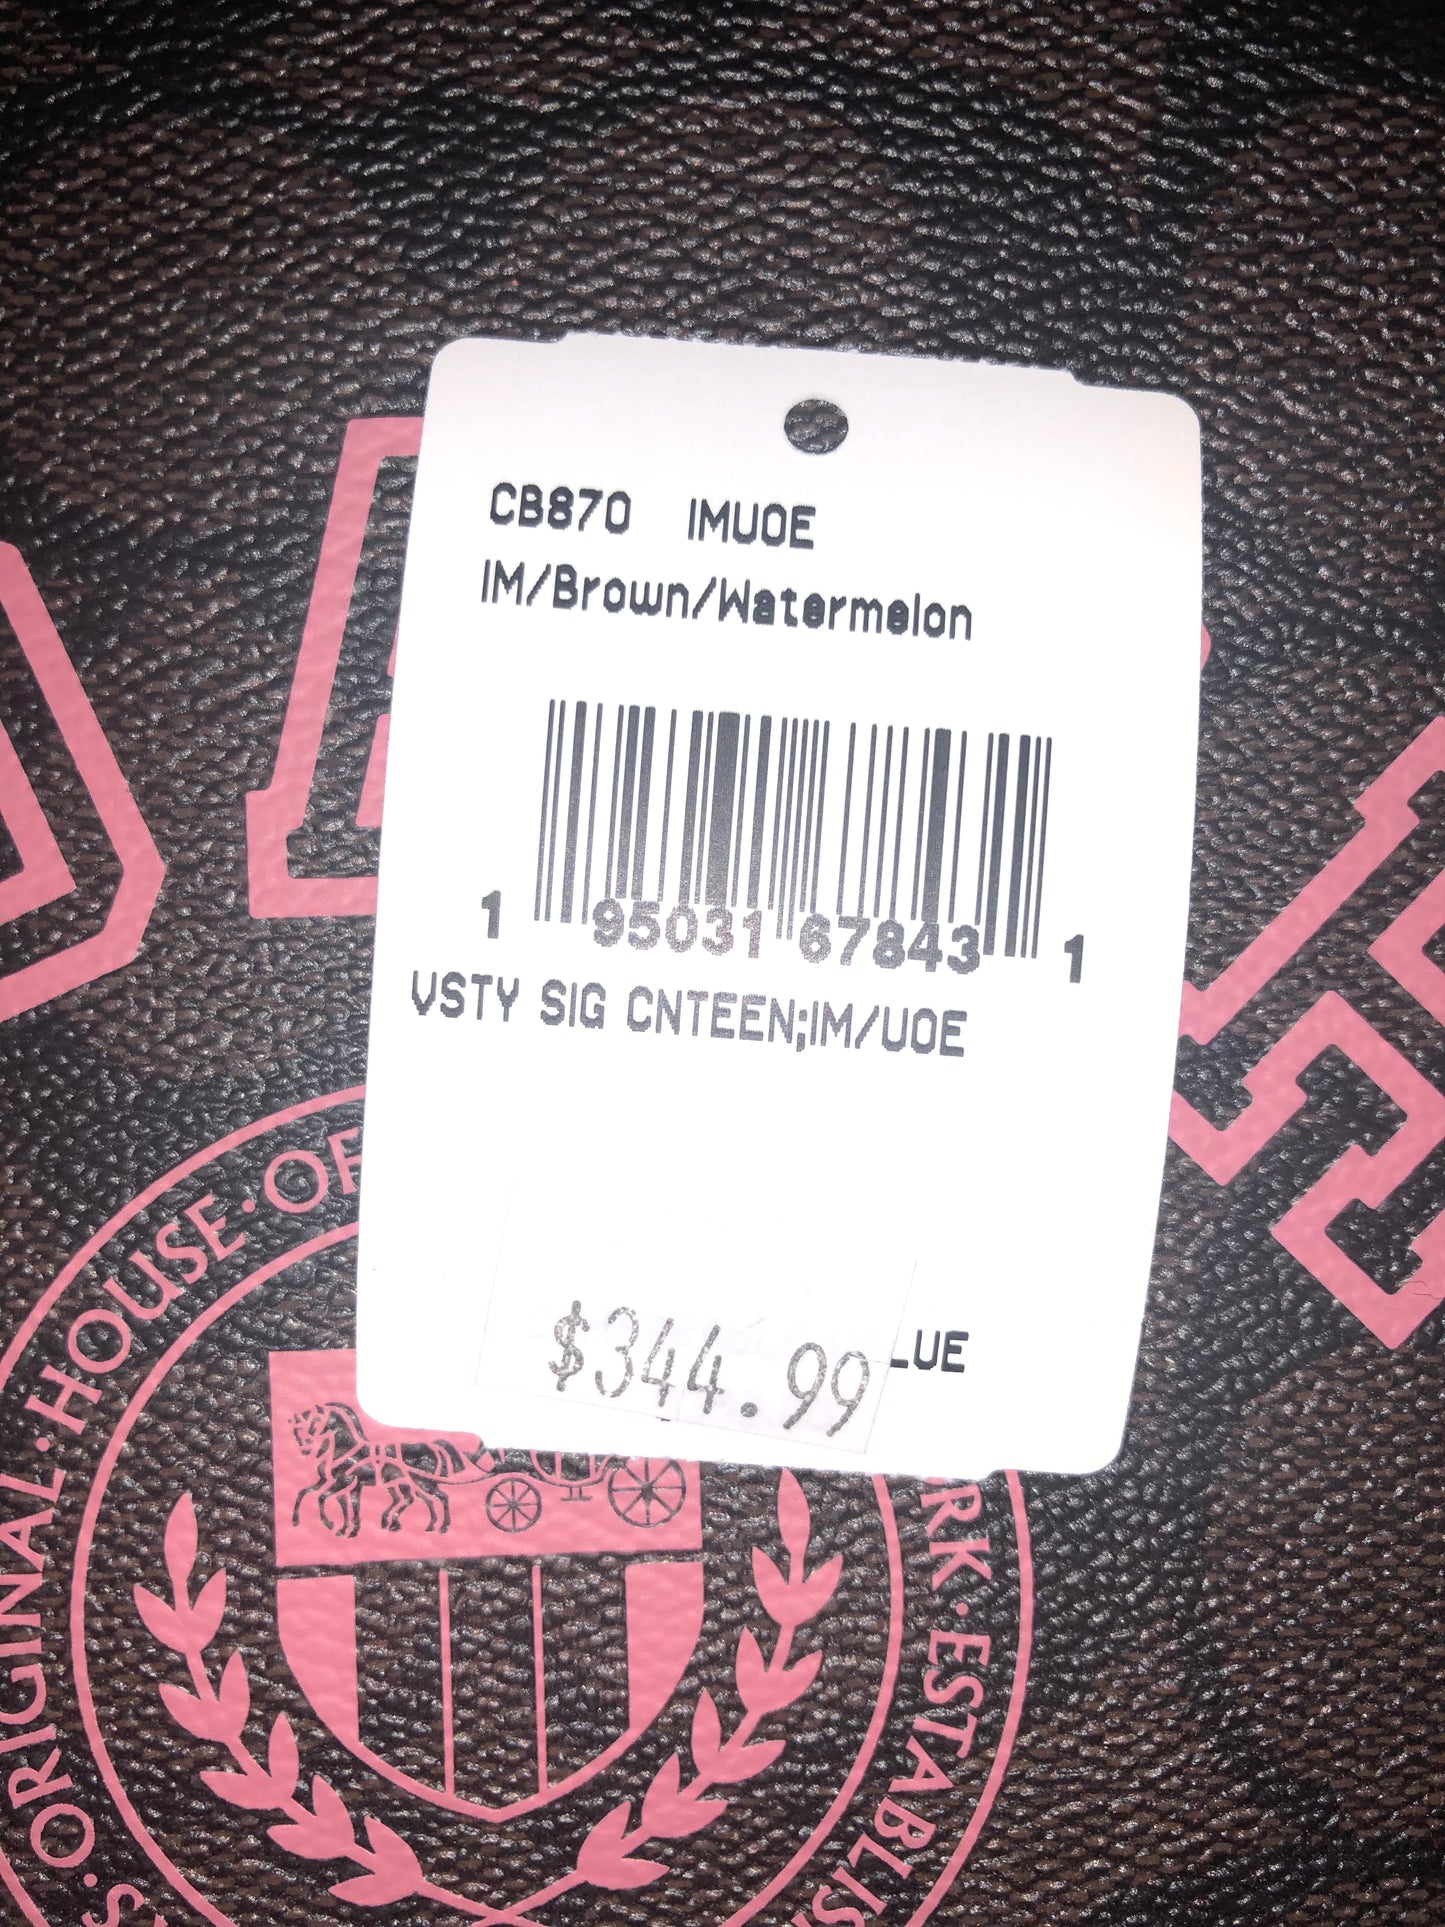 CB870 IMUOE
IM/Brown/Watermelon
1 95031 67843 1
VSTY SIG CNTEEN;IM/UOE
$344.99
LUE
HOUSE·OF
ORIGINAL
RK·ESTABLIS